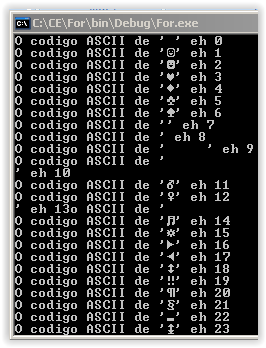 C:\CE\For\bin\Debug\For.exe
O codigo ASCII de ' ' eh 0
O codigo ASCII de '☺' eh 1
O codigo ASCII de '☻' eh 2
O codigo ASCII de '♥' eh 3
O codigo ASCII de '♦' eh 4
O codigo ASCII de '♣' eh 5
O codigo ASCII de '♠' eh 6
O codigo ASCII de '' eh 7
O codigo ASCII de ' eh 8
O codigo ASCII de '      ' eh 9
O codigo ASCII de '
' eh 10
O codigo ASCII de '♂' eh 11
O codigo ASCII de '♀' eh 12
' eh 13o ASCII de '
O codigo ASCII de '♫' eh 14
O codigo ASCII de '☼' eh 15
O codigo ASCII de '►' eh 16
O codigo ASCII de '◄' eh 17
O codigo ASCII de '↕' eh 18
O codigo ASCII de '‼' eh 19
O codigo ASCII de '¶' eh 20
O codigo ASCII de '§' eh 21
O codigo ASCII de '▬' eh 22
O codigo ASCII de '↨' eh 23